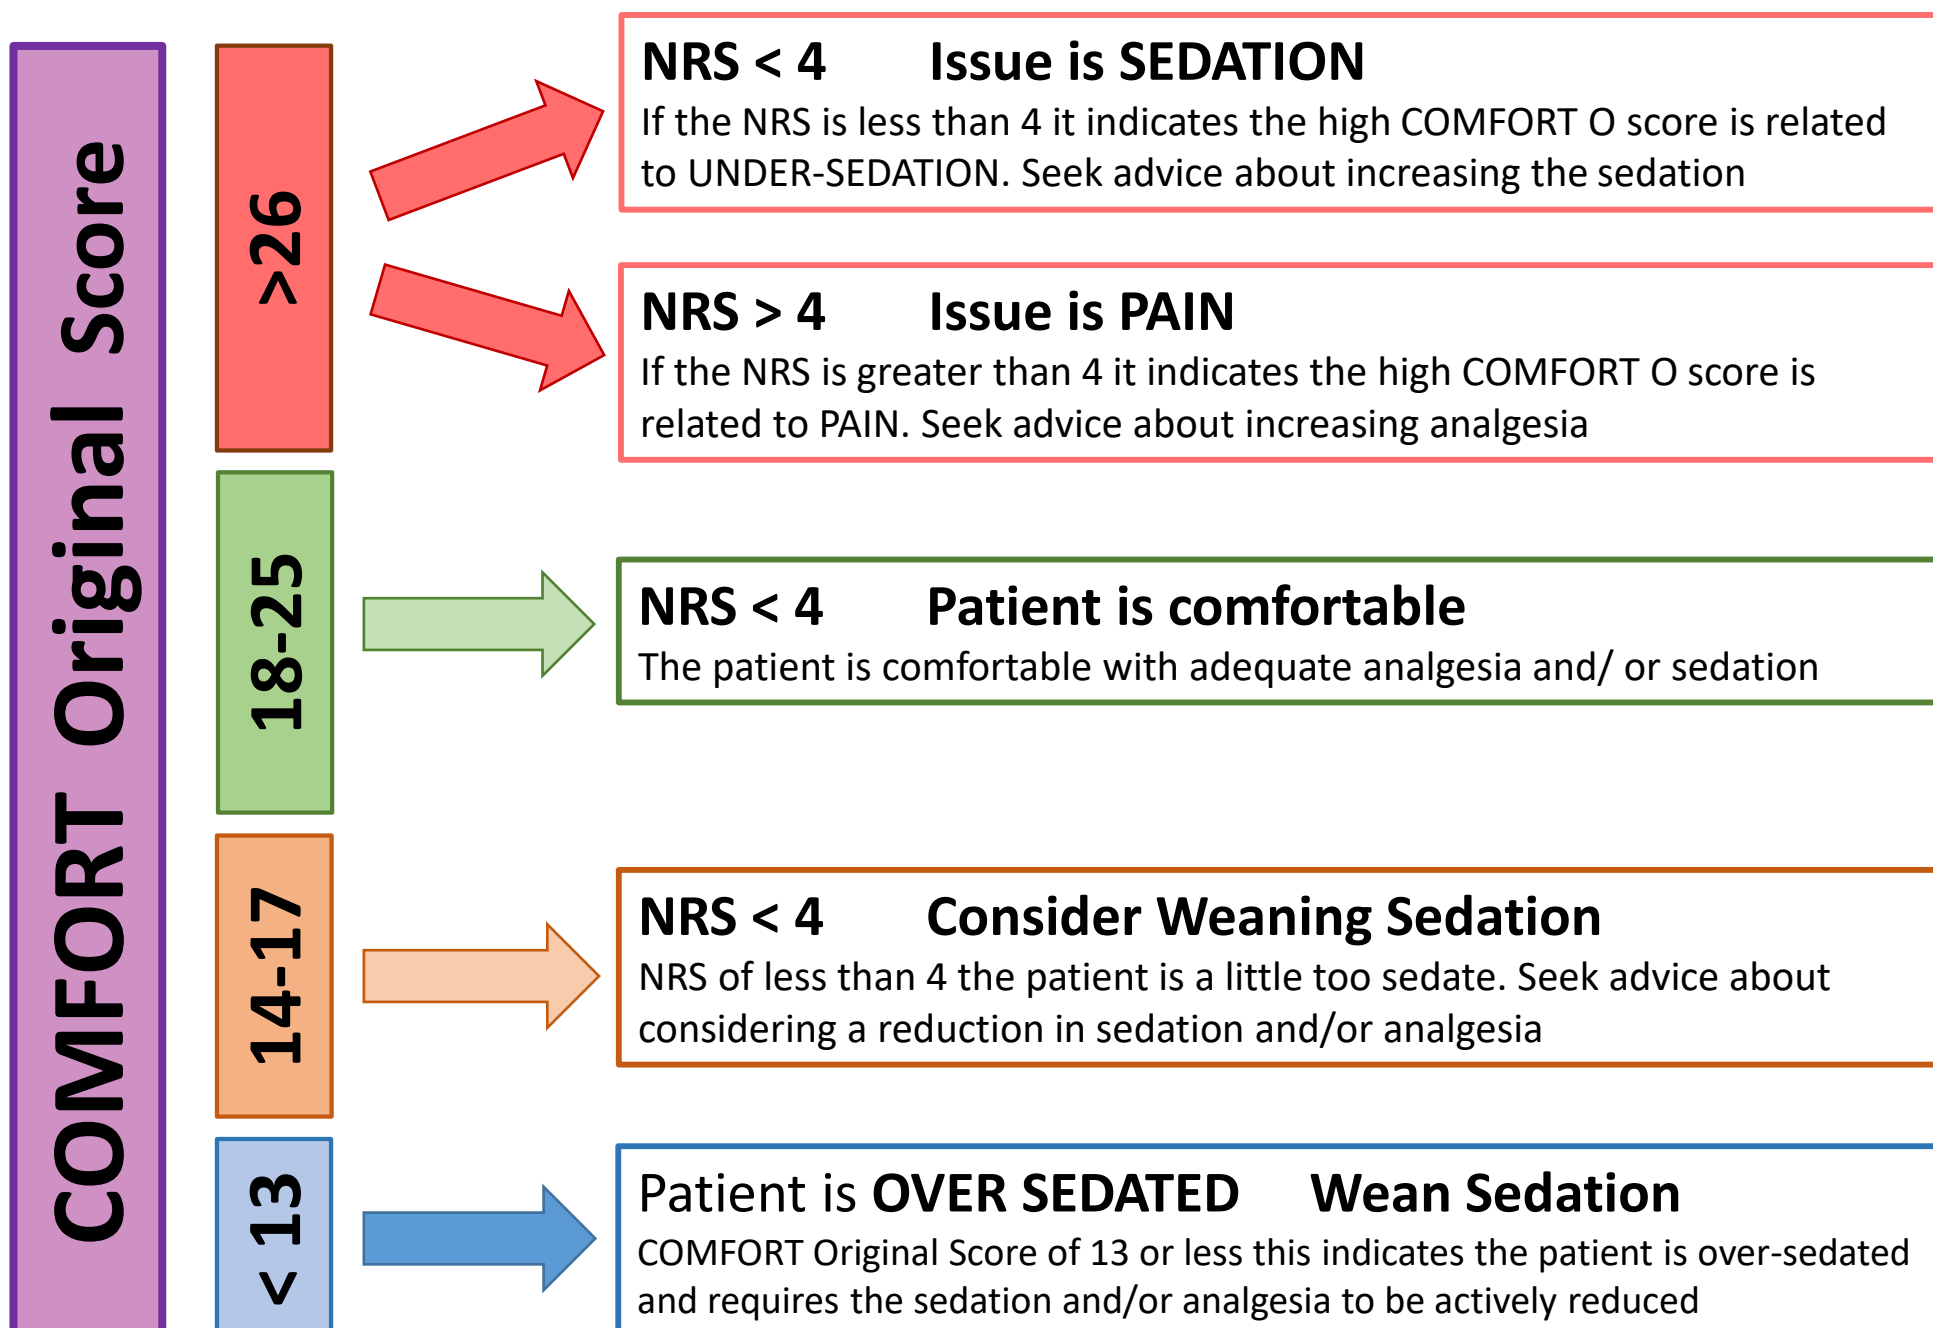 COMFORT Original Score
>26
NRS < 4 Issue is SEDATION
If the NRS is less than 4 it indicates the high COMFORT O score is related
to UNDER-SEDATION. Seek advice about increasing the sedation
NRS > 4 Issue is PAIN
If the NRS is greater than 4 it indicates the high COMFORT O score is
related to PAIN. Seek advice about increasing analgesia
18-25
NRS < 4 Patient is comfortable
The patient is comfortable with adequate analgesia and/ or sedation
14-17
NRS < 4 Consider Weaning Sedation
NRS of less than 4 the patient is a little too sedate. Seek advice about
considering a reduction in sedation and/or analgesia
< 13
Patient is OVER SEDATED Wean Sedation
COMFORT Original Score of 13 or less this indicates the patient is over-sedated
and requires the sedation and/or analgesia to be actively reduced